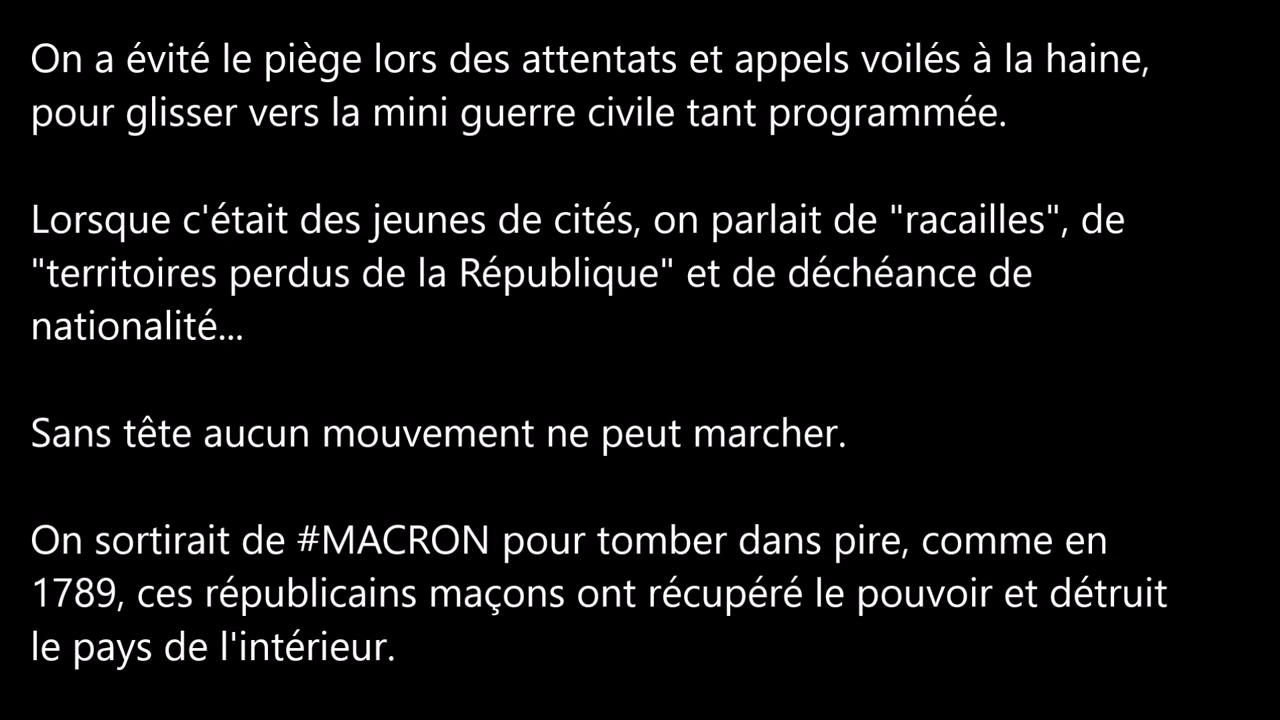 On a évité le piège lors des attentats et appels voilés à la haine,
pour glisser vers la mini guerre civile tant programmée.
Lorsque c'était des jeunes de cités, on parlait de "racailles", de
"territoires perdus de la République" et de déchéance de
nationalité...
Sans tête aucun mouvement ne peut marcher.
On sortirait de #MACRON pour tomber dans pire, comme en
1789, ces républicains maçons ont récupéré le pouvoir et détruit
le pays de l'intérieur.